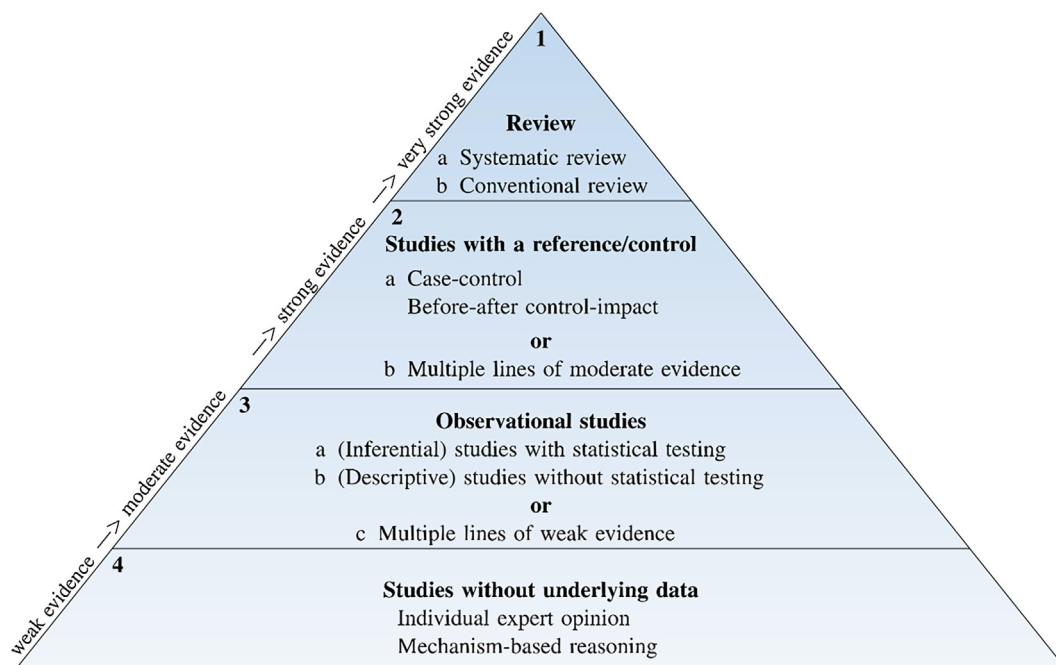 1
Review
a Systematic review
b Conventional review
2
Studies with a reference/control
a Case-control
Before-after control-impact
or
b Multiple lines of moderate evidence
3
Observational studies
a (Inferential) studies with statistical testing
b (Descriptive) studies without statistical testing
or
c Multiple lines of weak evidence
4
Studies without underlying data
Individual expert opinion
Mechanism-based reasoning
weak evidence —> moderate evidence —> strong evidence —> very strong evidence